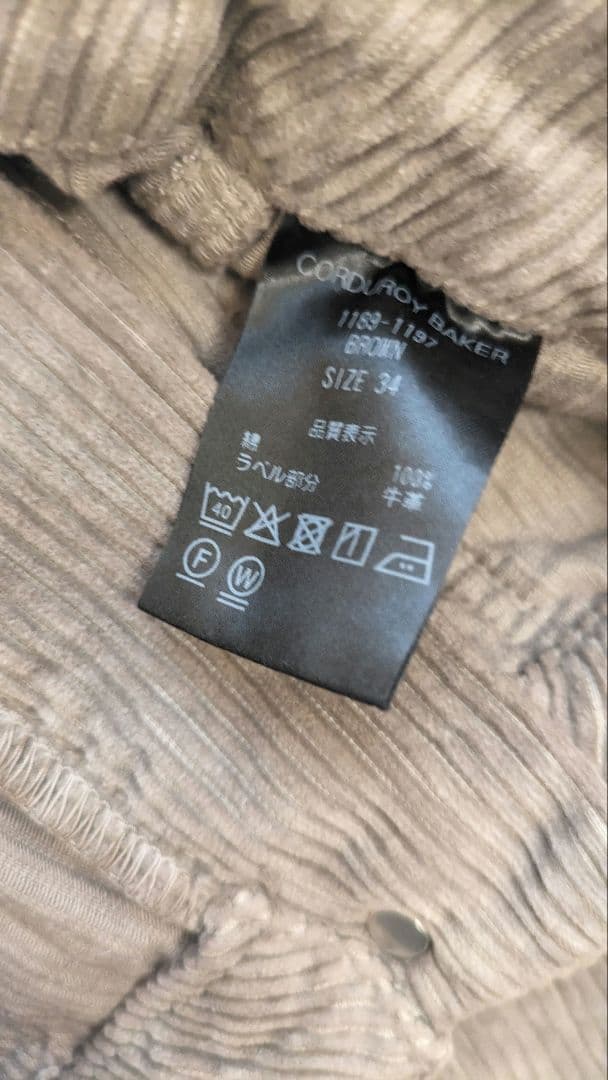 CORDUROY BAKER
1169-1197
BROWN
SIZE 34
品質表示
綿 100%
ラベル部分 牛革
40
F W